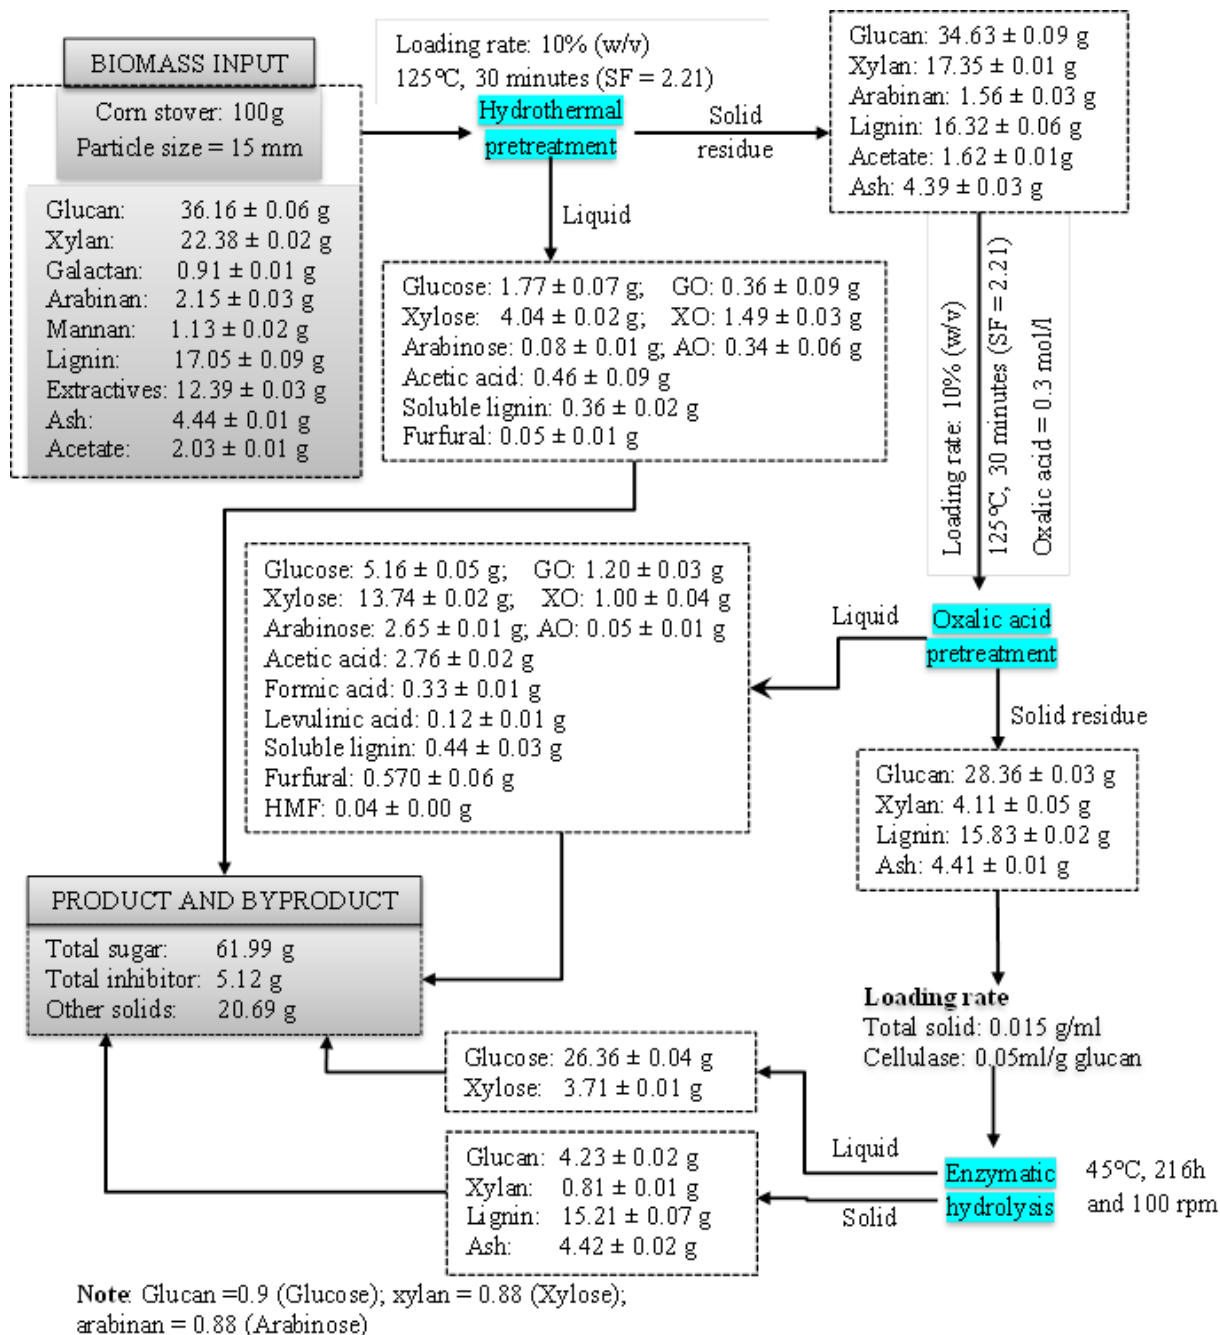 BIOMASS INPUT
Corn stover: 100g
Particle size = 15 mm
Glucan: 36.16 ± 0.06 g
Xylan: 22.38 ± 0.02 g
Galactan: 0.91 ± 0.01 g
Arabinan: 2.15 ± 0.03 g
Mannan: 1.13 ± 0.02 g
Lignin: 17.05 ± 0.09 g
Extractives: 12.39 ± 0.03 g
Ash: 4.44 ± 0.01 g
Acetate: 2.03 ± 0.01 g
Loading rate: 10% (w/v)
125ºC, 30 minutes (SF = 2.21)
Hydrothermal
pretreatment
Solid
residue
Glucan: 34.63 ± 0.09 g
Xylan: 17.35 ± 0.01 g
Arabinan: 1.56 ± 0.03 g
Lignin: 16.32 ± 0.06 g
Acetate: 1.62 ± 0.01g
Ash: 4.39 ± 0.03 g
Liquid
Glucose: 1.77 ± 0.07 g; GO: 0.36 ± 0.09 g
Xylose: 4.04 ± 0.02 g; XO: 1.49 ± 0.03 g
Arabinose: 0.08 ± 0.01 g; AO: 0.34 ± 0.06 g
Acetic acid: 0.46 ± 0.09 g
Soluble lignin: 0.36 ± 0.02 g
Furfural: 0.05 ± 0.01 g
Loading rate: 10% (w/v)
125ºC, 30 minutes (SF = 2.21)
Oxalic acid = 0.3 mol/l
Oxalic acid
pretreatment
Liquid
Glucose: 5.16 ± 0.05 g; GO: 1.20 ± 0.03 g
Xylose: 13.74 ± 0.02 g; XO: 1.00 ± 0.04 g
Arabinose: 2.65 ± 0.01 g; AO: 0.05 ± 0.01 g
Acetic acid: 2.76 ± 0.02 g
Formic acid: 0.33 ± 0.01 g
Levulinic acid: 0.12 ± 0.01 g
Soluble lignin: 0.44 ± 0.03 g
Furfural: 0.570 ± 0.06 g
HMF: 0.04 ± 0.00 g
Solid residue
Glucan: 28.36 ± 0.03 g
Xylan: 4.11 ± 0.05 g
Lignin: 15.83 ± 0.02 g
Ash: 4.41 ± 0.01 g
PRODUCT AND BYPRODUCT
Total sugar: 61.99 g
Total inhibitor: 5.12 g
Other solids: 20.69 g
Loading rate
Total solid: 0.015 g/ml
Cellulase: 0.05ml/g glucan
Glucose: 26.36 ± 0.04 g
Xylose: 3.71 ± 0.01 g
Liquid
Enzymatic
hydrolysis
45ºC, 216h
and 100 rpm
Solid
Glucan: 4.23 ± 0.02 g
Xylan: 0.81 ± 0.01 g
Lignin: 15.21 ± 0.07 g
Ash: 4.42 ± 0.02 g
Note: Glucan =0.9 (Glucose); xylan = 0.88 (Xylose);
arabinan = 0.88 (Arabinose)